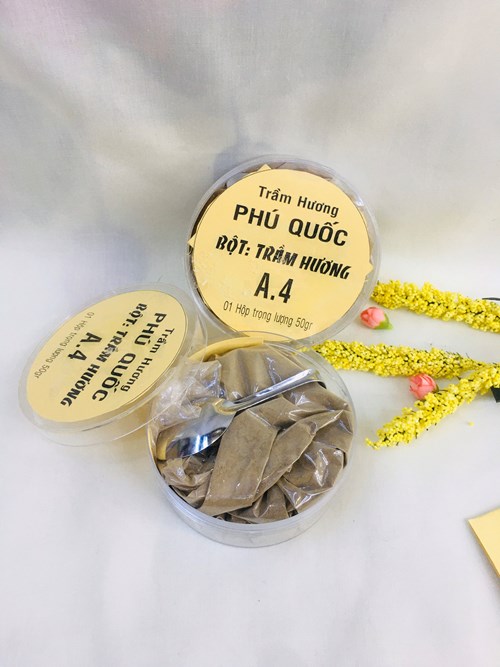 Trầm Hương
PHÚ QUỐC
BỘT: TRẦM HƯƠNG
A.4
01 Hộp trọng lượng 50gr
Trầm Hương
PHÚ QUỐC
BỘT: TRẦM HƯƠNG
A.4
01 Hộp trọng lượng 50gr